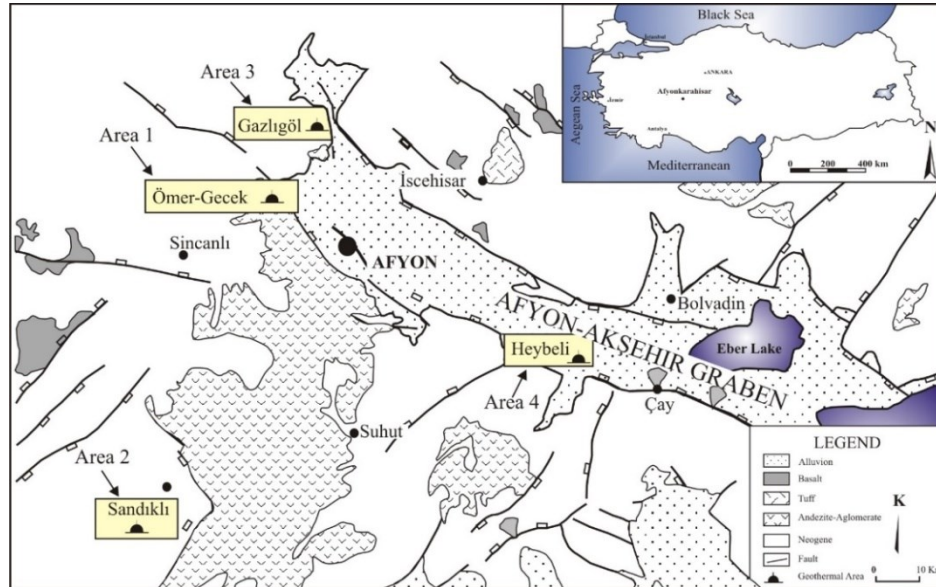 Black Sea
İstanbul
ANKARA
Afyonkarahisar
İzmir
Antalya
Aegean Sea
Mediterranean
N
0 200 400 km
Area 3
Gazlıgöl
Area 1
Ömer-Gecek
İscehisar
Sincanlı
AFYON
Bolvadin
AFYON-AKŞEHİR GRABEN
Eber Lake
Heybeli
Area 4
Çay
Suhut
Area 2
Sandıklı
LEGEND
Alluvion
Basalt
Tuff
Andezite-Aglomerate
Neogene
Fault
Geothermal Area
K
0 10 K